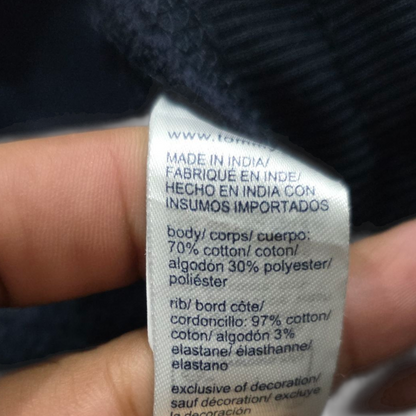 MADE IN INDIA/
FABRIQUÉ EN INDE/
HECHO EN INDIA CON
INSUMOS IMPORTADOS
body/ corps/ cuerpo:
70% cotton/ coton/
algodón 30% polyester/
poliéster
rib/ bord côte/
cordoncillo: 97% cotton/
coton/ algodón 3%
elastane/ élasthanne/
elastano
exclusive of decoration/
sauf décoration/ excluye
la decoración